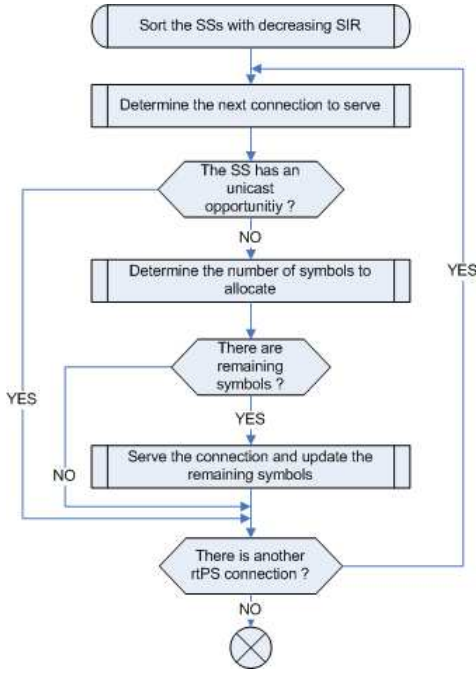 Sort the SSs with decreasing SIR
Determine the next connection to serve
The SS has an
unicast
opportunitiy ?
NO
Determine the number of symbols to
allocate
YES
There are
remaining
symbols ?
YES
YES
NO
Serve the connection and update the
remaining symbols
There is another
rtPS connection ?
NO